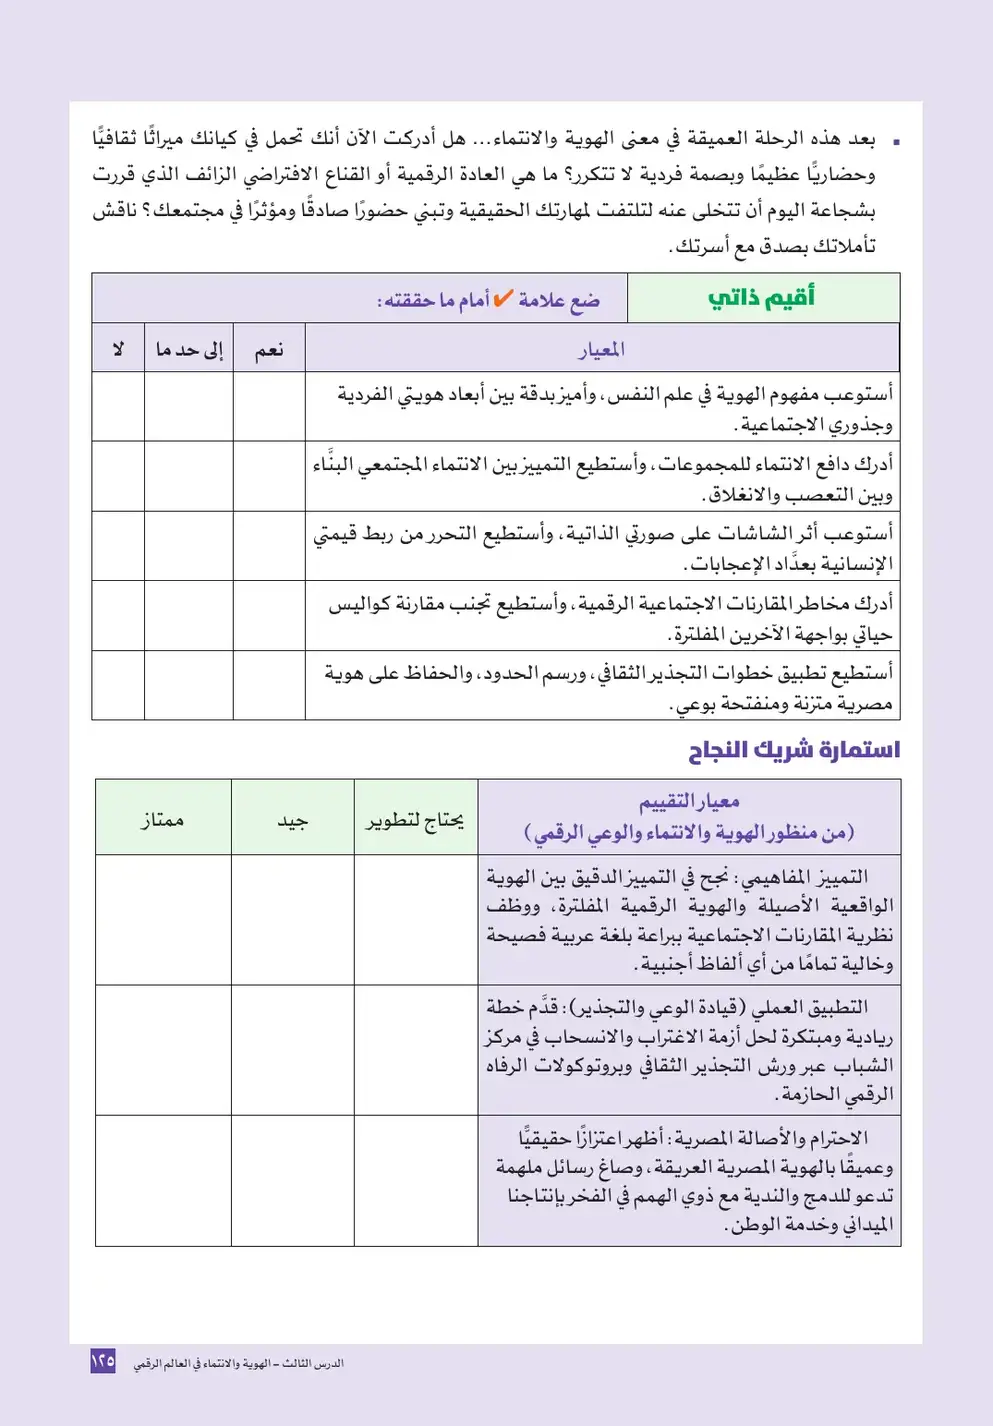 ▪ بعد هذه الرحلة العميقة في معنى الهوية والانتماء... هل أدركت الآن أنك تحمل في كيانك ميراثًا ثقافيًّا
وحضاريًّا عظيمًا وبصمة فردية لا تتكرر؟ ما هي العادة الرقمية أو القناع الافتراضي الزائف الذي قررت
بشجاعة اليوم أن تتخلى عنه لتلتفت لمهارتك الحقيقية وتبني حضورًا صادقًا ومؤثرًا في مجتمعك؟ ناقش
تأملاتك بصدق مع أسرتك.
أقيم ذاتي
ضع علامة ✔ أمام ما حققته:
المعيار
نعم
إلى حد ما
لا
أستوعب مفهوم الهوية في علم النفس، وأميز بدقة بين أبعاد هويتي الفردية
وجذوري الاجتماعية.
أدرك دافع الانتماء للمجموعات، وأستطيع التمييز بين الانتماء المجتمعي البنَّاء
وبين التعصب والانغلاق.
أستوعب أثر الشاشات على صورتي الذاتية، وأستطيع التحرر من ربط قيمتي
الإنسانية بعدَّاد الإعجابات.
أدرك مخاطر المقارنات الاجتماعية الرقمية، وأستطيع تجنب مقارنة كواليس
حياتي بواجهة الآخرين المفلترة.
أستطيع تطبيق خطوات التجذير الثقافي، ورسم الحدود، والحفاظ على هوية
مصرية متزنة ومنفتحة بوعي.
استمارة شريك النجاح
معيار التقييم
(من منظور الهوية والانتماء والوعي الرقمي)
يحتاج لتطوير
جيد
ممتاز
التمييز المفاهيمي: نجح في التمييز الدقيق بين الهوية
الواقعية الأصيلة والهوية الرقمية المفلترة، ووظف
نظرية المقارنات الاجتماعية ببراعة بلغة عربية فصيحة
وخالية تمامًا من أي ألفاظ أجنبية.
التطبيق العملي (قيادة الوعي والتجذير): قدَّم خطة
ريادية ومبتكرة لحل أزمة الاغتراب والانسحاب في مركز
الشباب عبر ورش التجذير الثقافي وبروتوكولات الرفاه
الرقمي الحازمة.
الاحترام والأصالة المصرية: أظهر اعتزازًا حقيقيًّا
وعميقًا بالهوية المصرية العريقة، وصاغ رسائل ملهمة
تدعو للدمج والندية مع ذوي الهمم في الفخر بإنتاجنا
الميداني وخدمة الوطن.
الدرس الثالث – الهوية والانتماء في العالم الرقمي
١٢٥